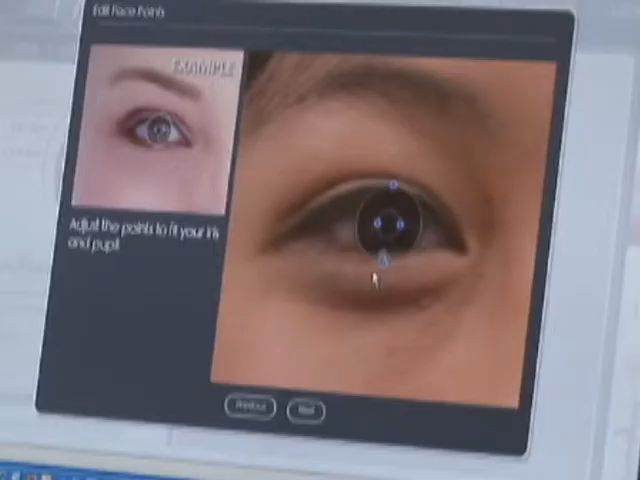 Edit Face Points
EXAMPLE
Adjust the points to fit your iris
and pupil
Previous
Next